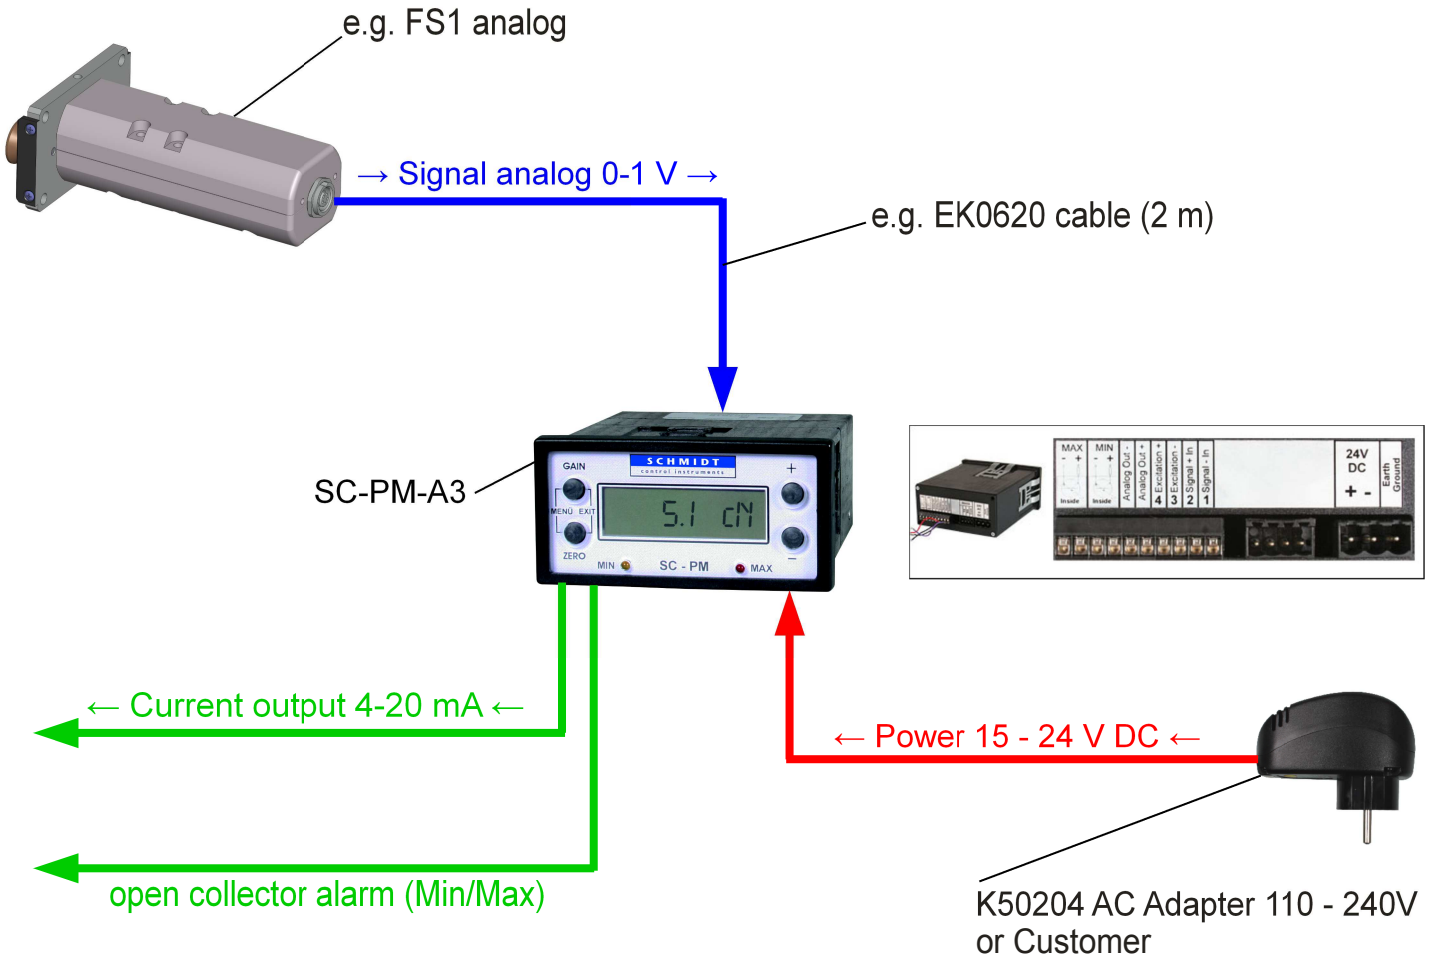 e.g. FS1 analog
→ Signal analog 0-1 V →
e.g. EK0620 cable (2 m)
SC-PM-A3
SCHMIDT
control instruments
GAIN
+
5.1 cN
MENÜ EXIT
ZERO
−
MIN
SC - PM
MAX
MAX
- +
Inside
MIN
- +
Inside
Analog Out -
Analog Out +
4 Excitation +
3 Excitation -
2 Signal + In
1 Signal - In
24V
DC
+ -
Earth
Ground
← Current output 4-20 mA ←
← Power 15 - 24 V DC ←
open collector alarm (Min/Max)
K50204 AC Adapter 110 - 240V
or Customer